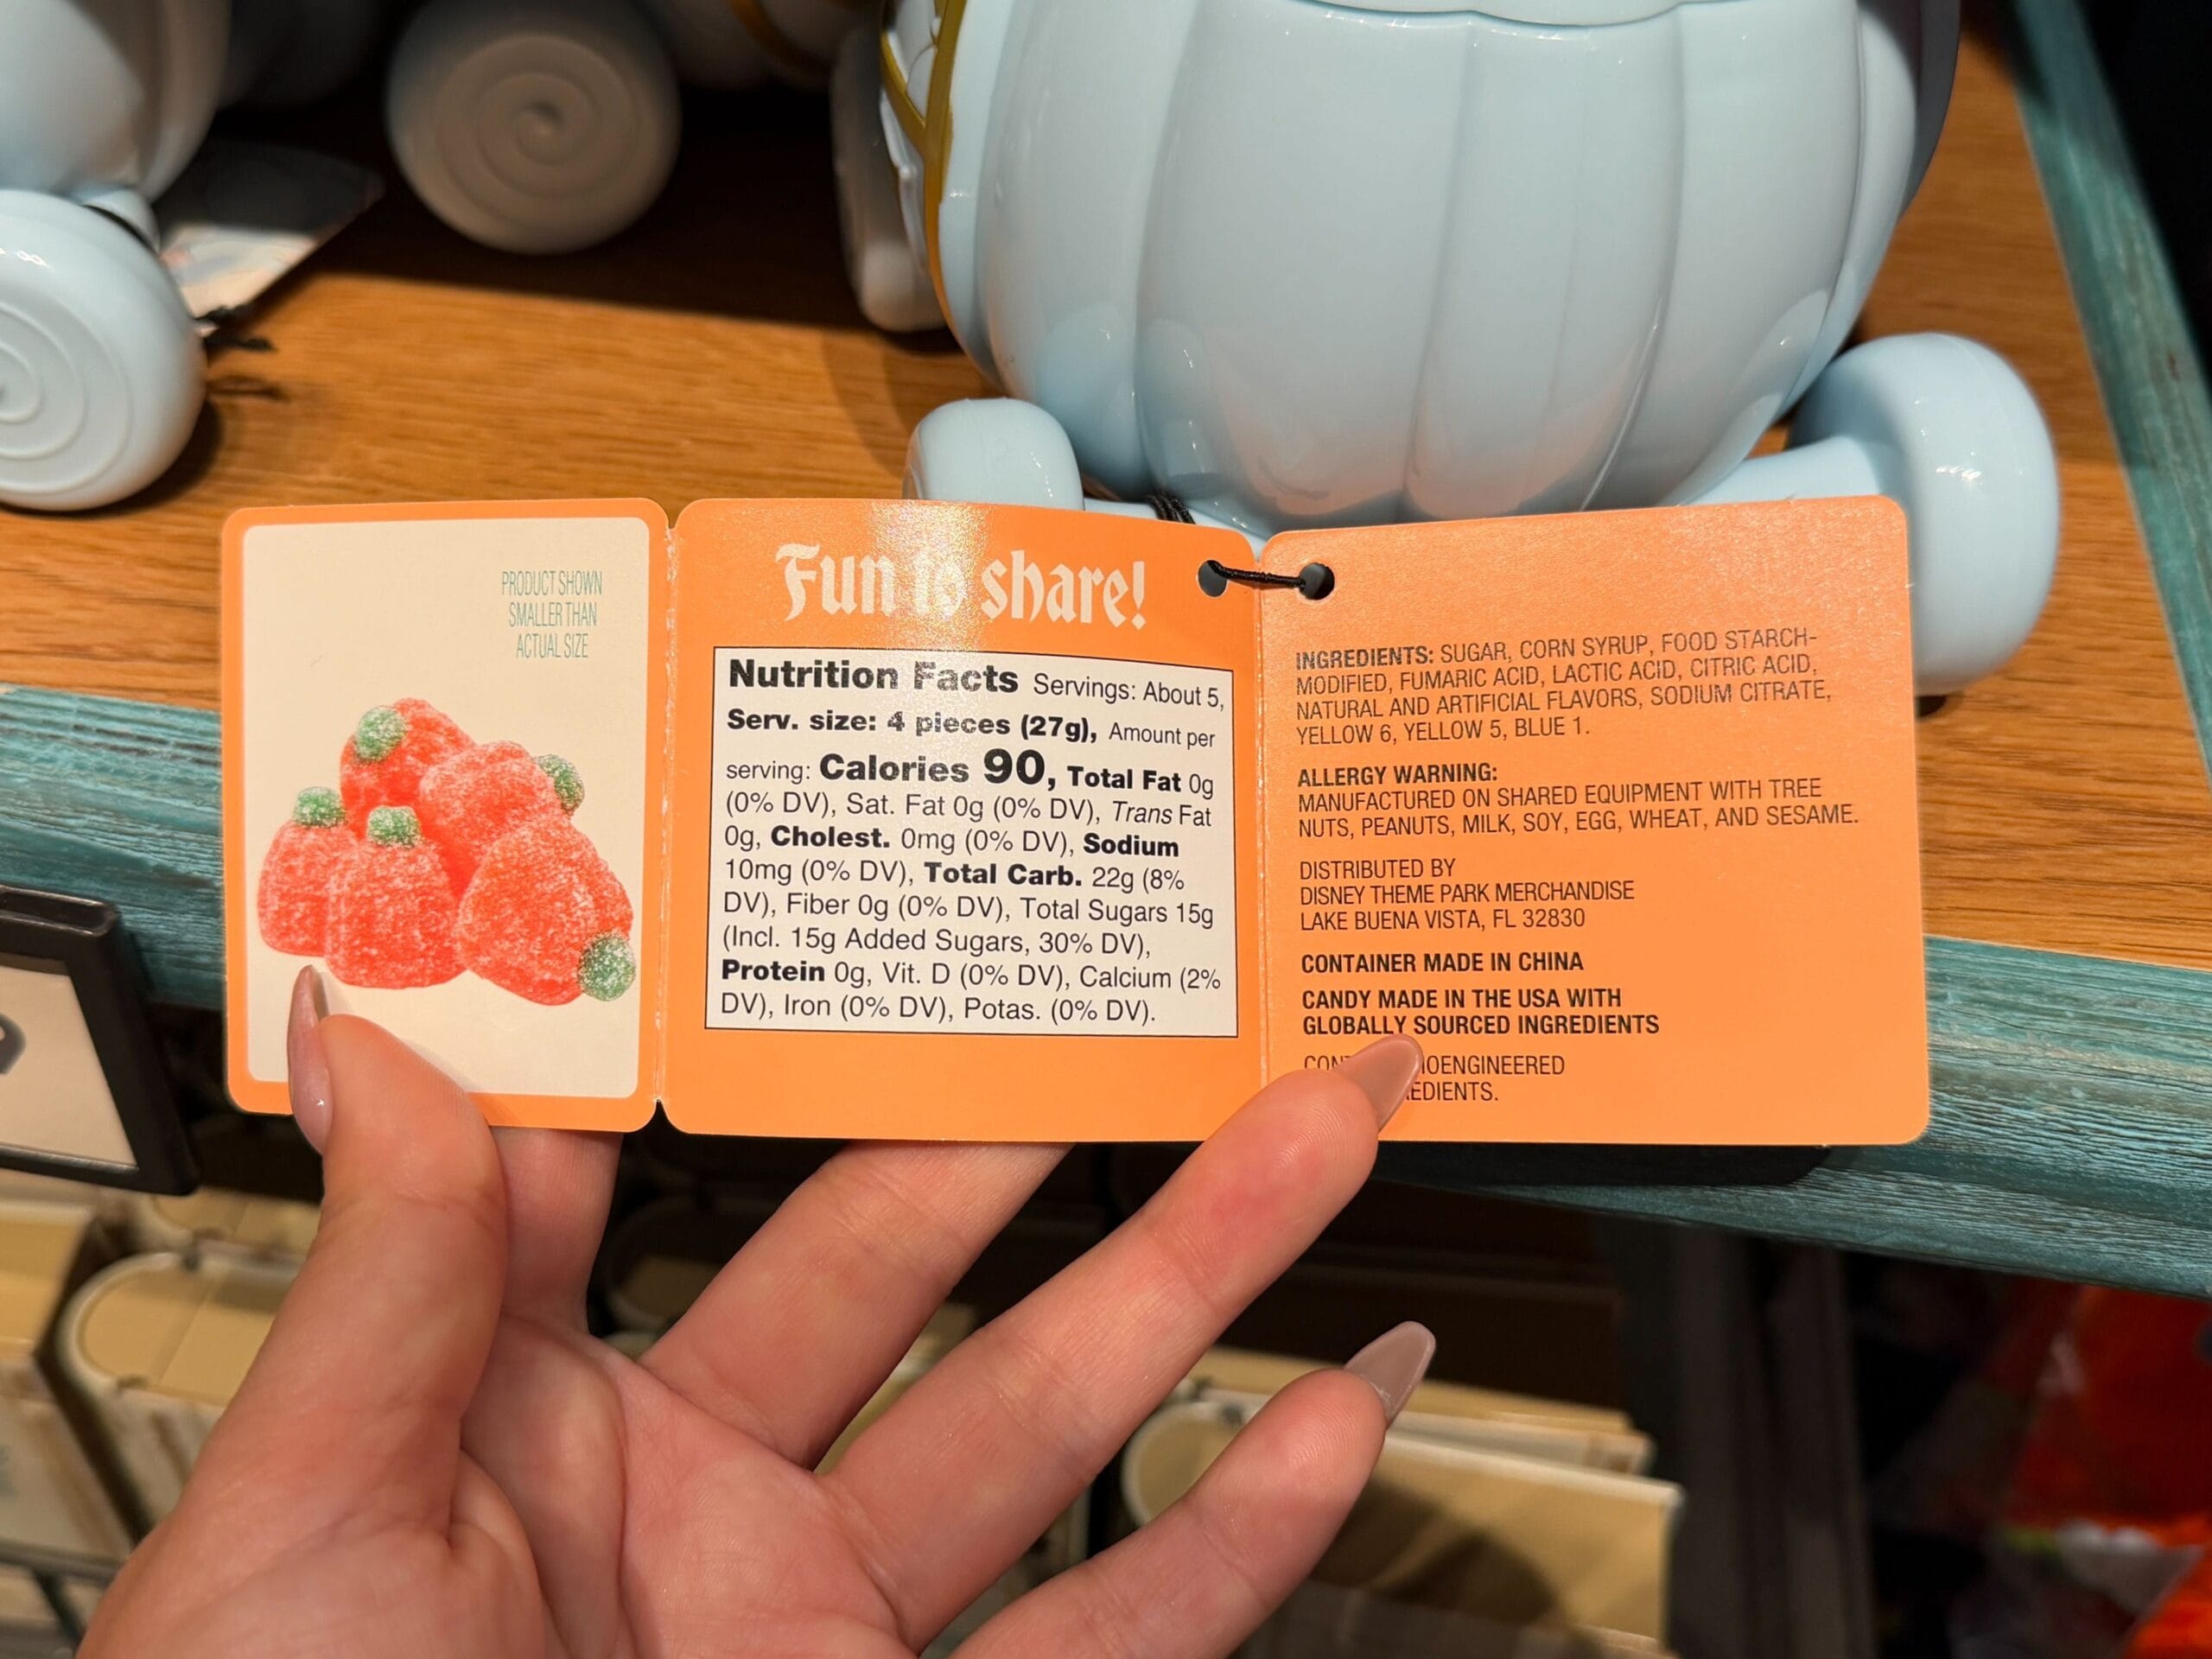 PRODUCT SHOWN
SMALLER THAN
ACTUAL SIZE
Fun to share!
Nutrition Facts Servings: About 5,
Serv. size: 4 pieces (27g), Amount per
serving: Calories 90, Total Fat 0g
(0% DV), Sat. Fat 0g (0% DV), Trans Fat
0g, Cholest. 0mg (0% DV), Sodium
10mg (0% DV), Total Carb. 22g (8%
DV), Fiber 0g (0% DV), Total Sugars 15g
(Incl. 15g Added Sugars, 30% DV),
Protein 0g, Vit. D (0% DV), Calcium (2%
DV), Iron (0% DV), Potas. (0% DV).
INGREDIENTS: SUGAR, CORN SYRUP, FOOD STARCH-
MODIFIED, FUMARIC ACID, LACTIC ACID, CITRIC ACID,
NATURAL AND ARTIFICIAL FLAVORS, SODIUM CITRATE,
YELLOW 6, YELLOW 5, BLUE 1.
ALLERGY WARNING:
MANUFACTURED ON SHARED EQUIPMENT WITH TREE
NUTS, PEANUTS, MILK, SOY, EGG, WHEAT, AND SESAME.
DISTRIBUTED BY
DISNEY THEME PARK MERCHANDISE
LAKE BUENA VISTA, FL 32830
CONTAINER MADE IN CHINA
CANDY MADE IN THE USA WITH
GLOBALLY SOURCED INGREDIENTS